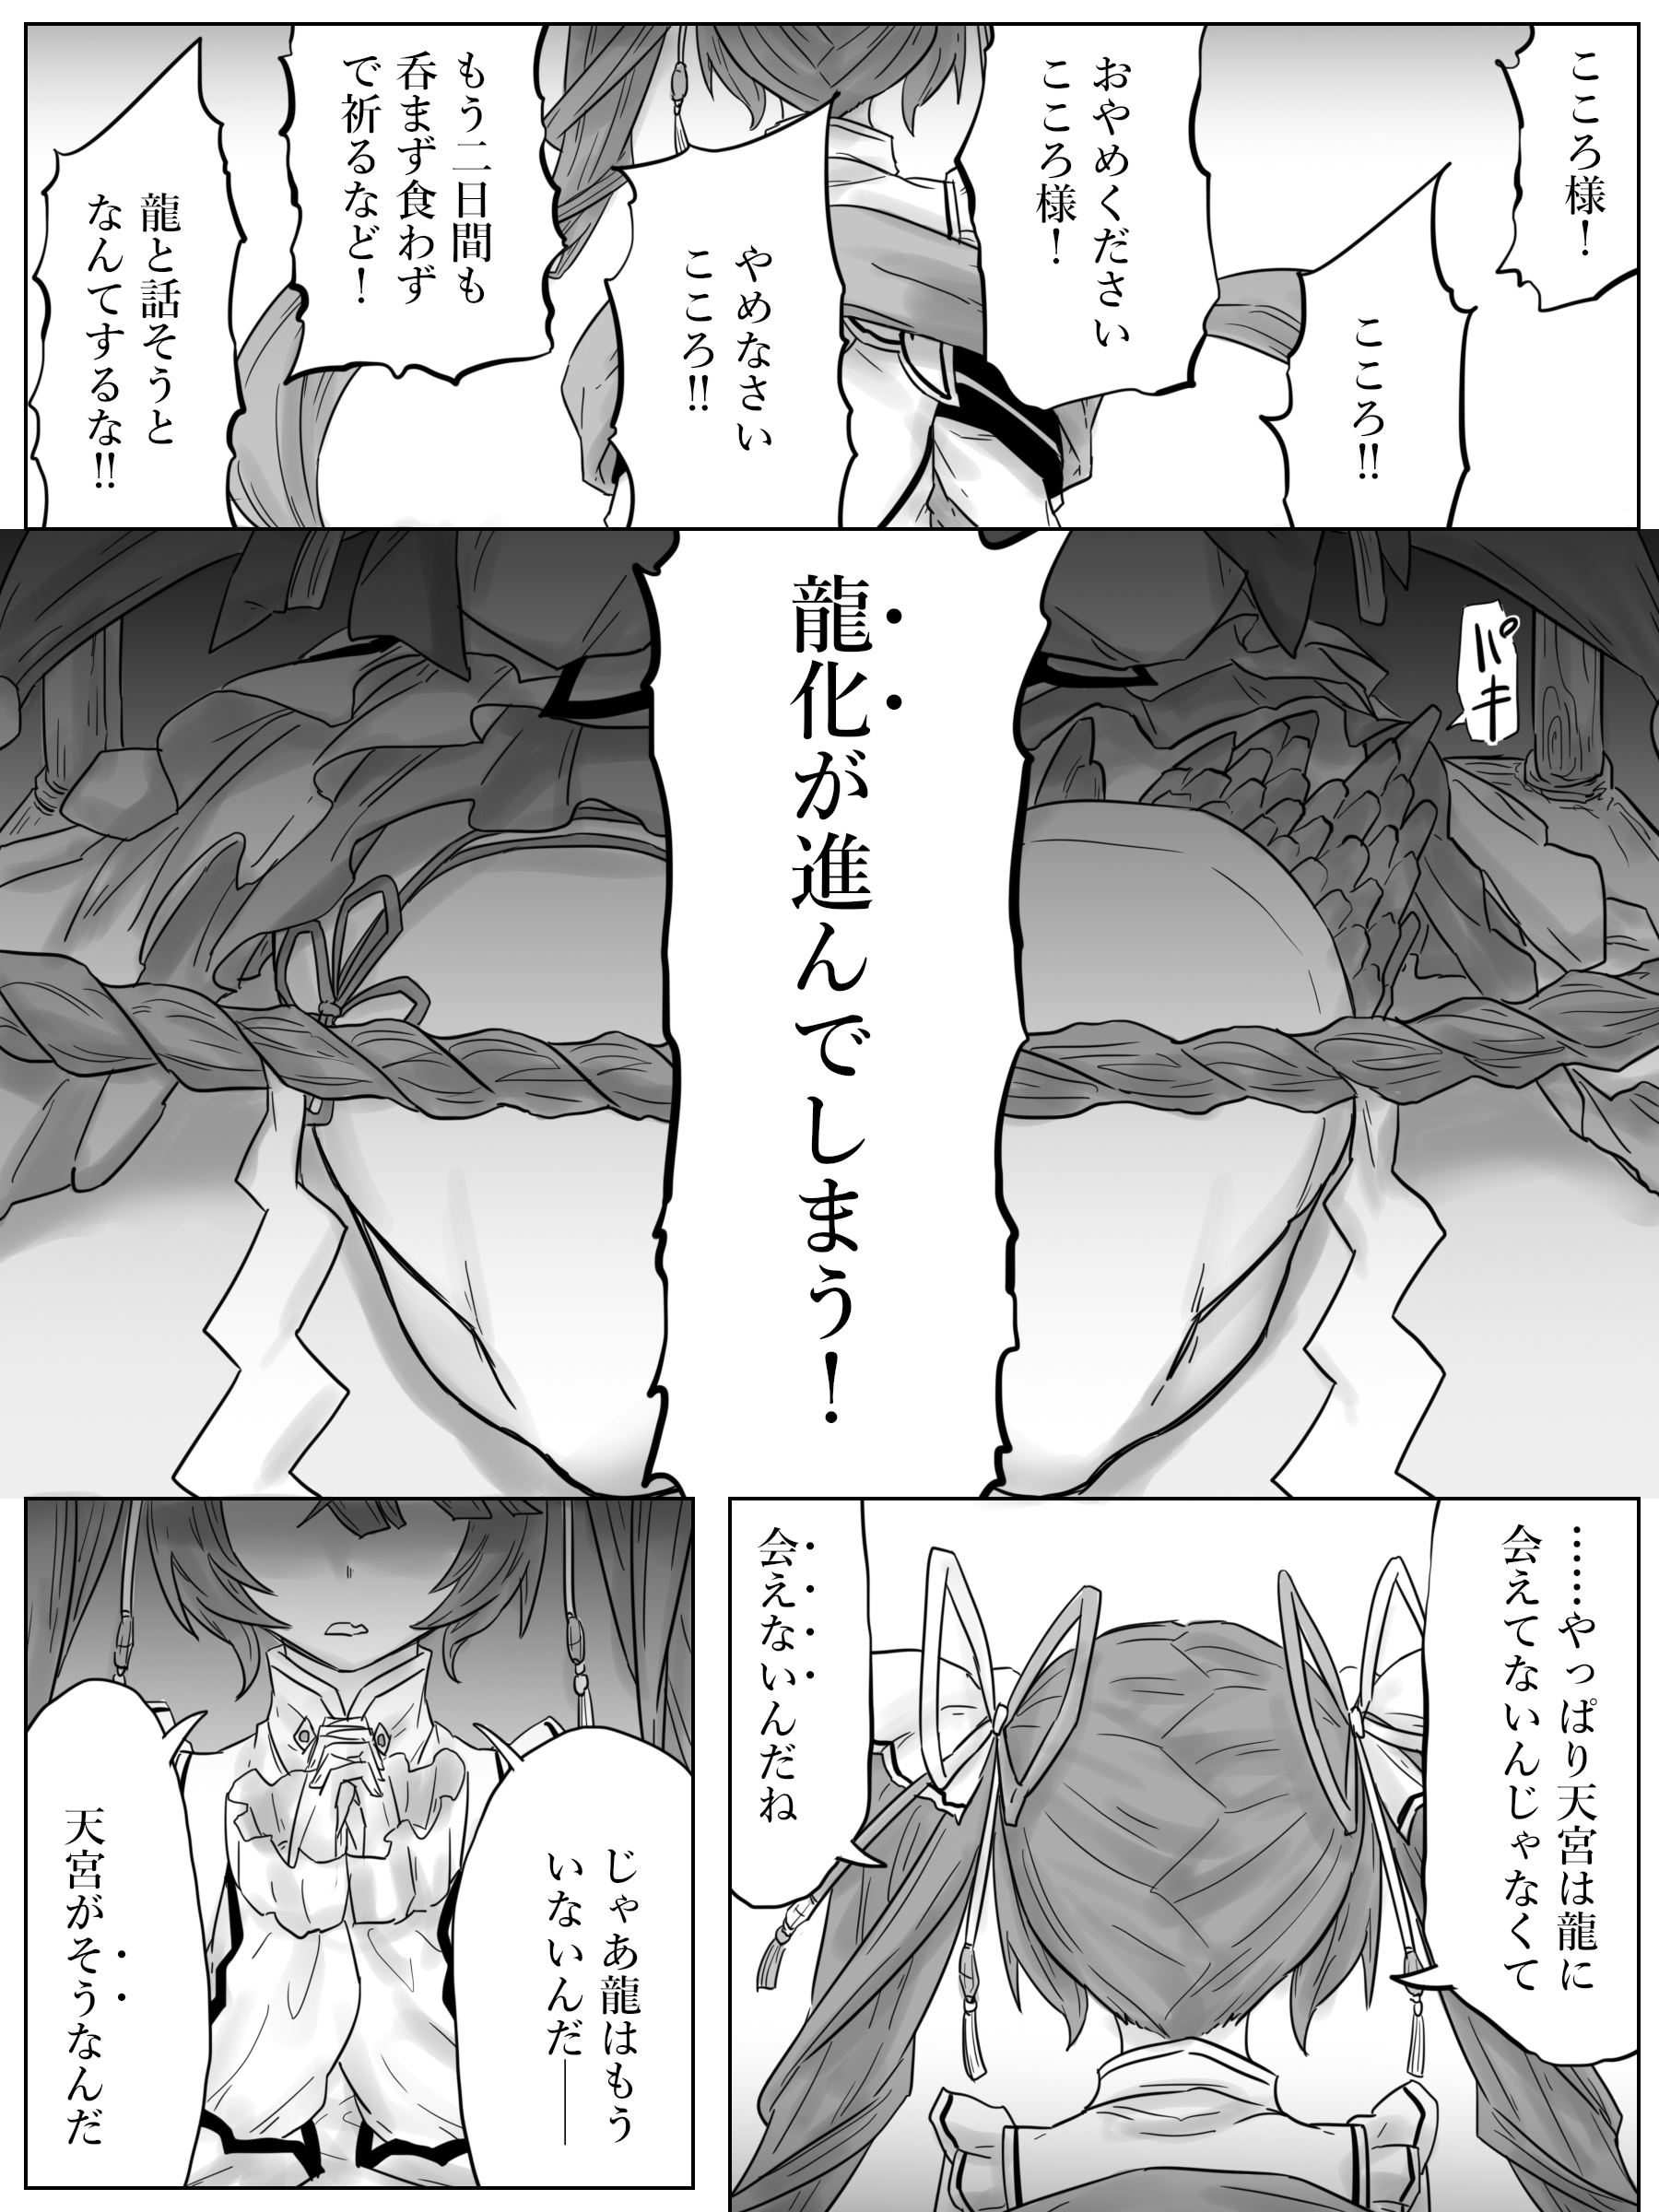 こころ様！
こころ!!
おやめください
こころ様！
やめなさい
こころ!!
もう二日間も
呑まず食わず
で祈るなど！
龍と話そうと
なんてするな!!
パキ
龍化が進んでしまう！
……やっぱり天宮は龍に
会えてないんじゃなくて
会えないんだね
じゃあ龍はもう
いないんだ――
天宮がそうなんだ